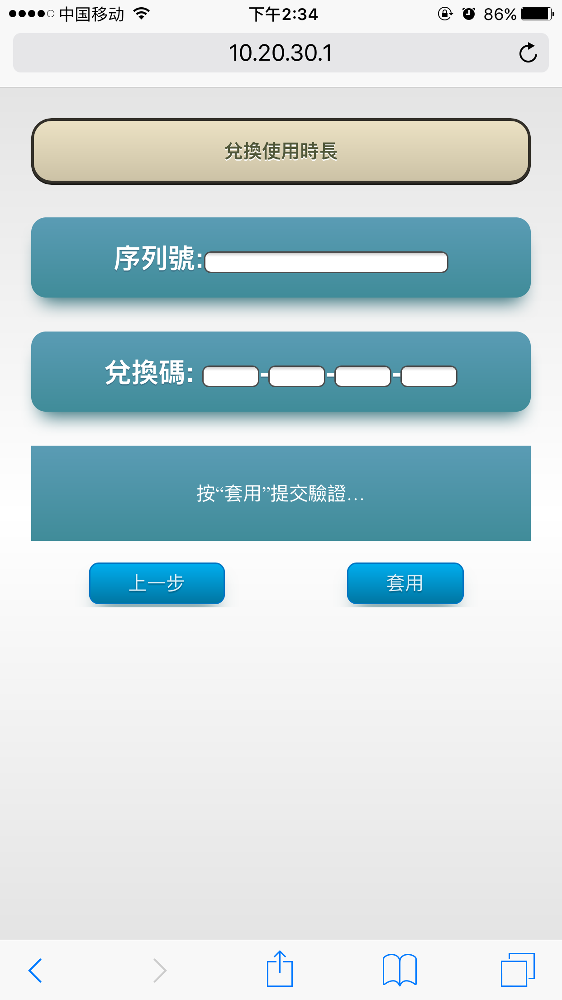 中国移动 下午2:34 86%
10.20.30.1
兌換使用時長
序列號:
兌換碼: - - -
按“套用”提交驗證...
上一步 套用